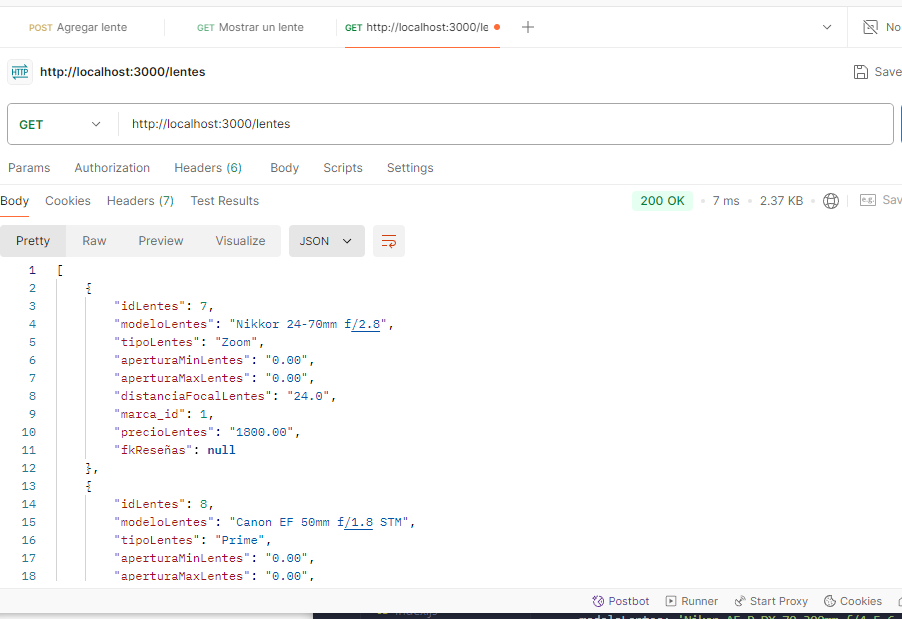 POST Agregar lente GET Mostrar un lente GET http://localhost:3000/le No
HTTP http://localhost:3000/lentes Save
GET http://localhost:3000/lentes
Params Authorization Headers (6) Body Scripts Settings
Body Cookies Headers (7) Test Results 200 OK 7 ms 2.37 KB e.g. Sav
Pretty Raw Preview Visualize JSON
1 [
2 {
3 "idLentes": 7,
4 "modeloLentes": "Nikkor 24-70mm f/2.8",
5 "tipoLentes": "Zoom",
6 "aperturaMinLentes": "0.00",
7 "aperturaMaxLentes": "0.00",
8 "distanciaFocalLentes": "24.0",
9 "marca_id": 1,
10 "precioLentes": "1800.00",
11 "fkReseñas": null
12 },
13 {
14 "idLentes": 8,
15 "modeloLentes": "Canon EF 50mm f/1.8 STM",
16 "tipoLentes": "Prime",
17 "aperturaMinLentes": "0.00",
18 "aperturaMaxLentes": "0.00",
Postbot Runner Start Proxy Cookies